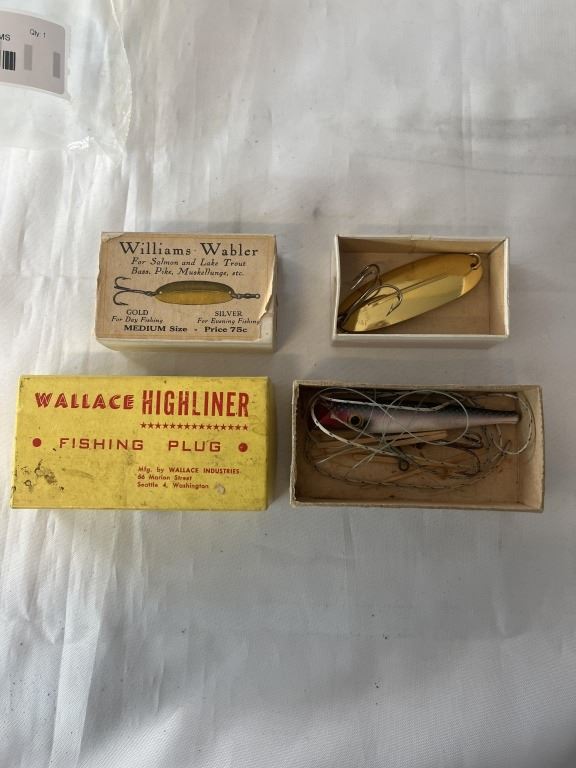 MS
Qty. 1
Williams Wabler
For Salmon and Lake Trout
Bass, Pike, Muskellunge, etc.
GOLD
For Day Fishing
SILVER
For Evening Fishing
MEDIUM Size - Price 75c
WALLACE HIGHLINER
★★★★★★★★★★★★★★
• FISHING PLUG •
Mfg. by WALLACE INDUSTRIES
66 Marion Street
Seattle 4, Washington